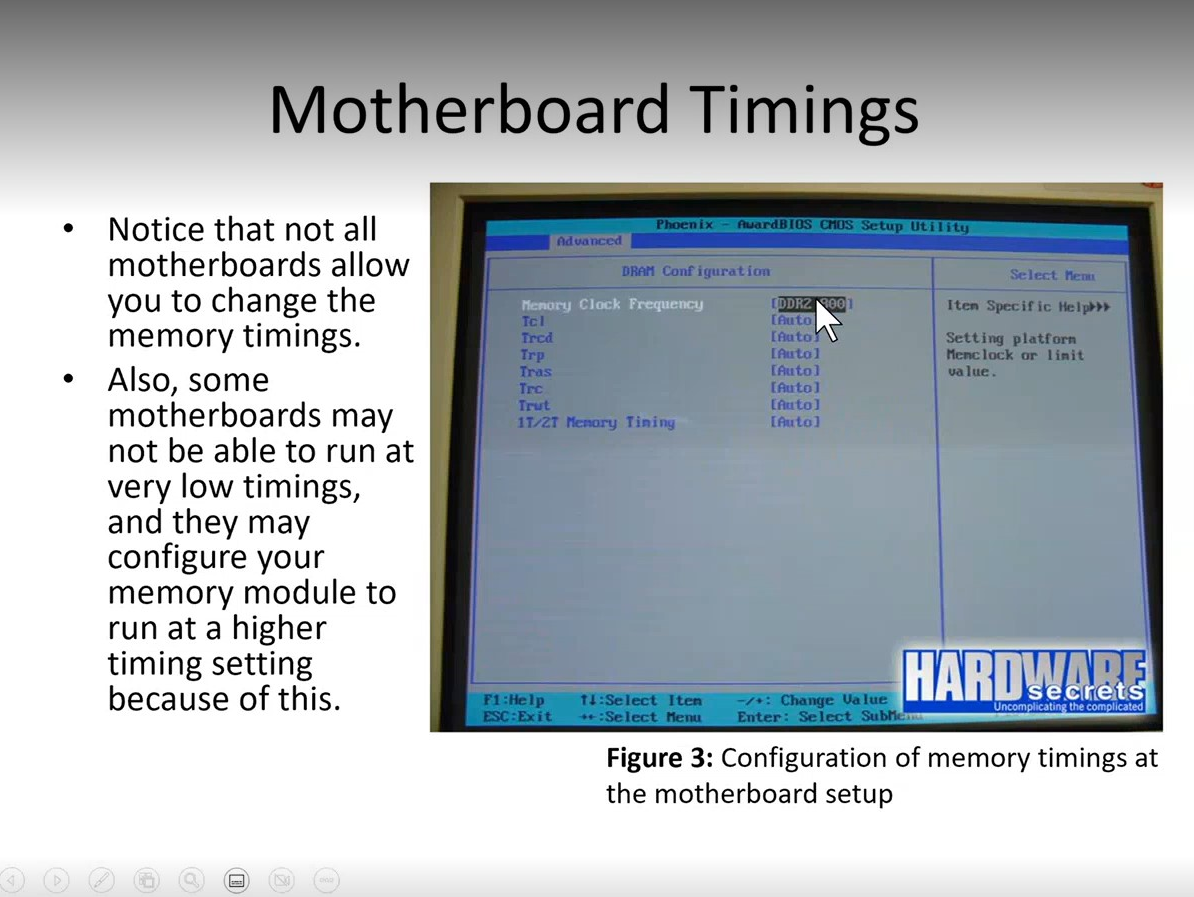 Motherboard Timings
• Notice that not all
motherboards allow
you to change the
memory timings.
• Also, some
motherboards may
not be able to run at
very low timings,
and they may
configure your
memory module to
run at a higher
timing setting
because of this.
Phoenix - AwardBIOS CMOS Setup Utility
Advanced
DRAM Configuration
Select Menu
Memory Clock Frequency [DDR2 800]
Tcl [Auto]
Trcd [Auto]
Trp [Auto]
Tras [Auto]
Trc [Auto]
Trwt [Auto]
1T/2T Memory Timing [Auto]
Item Specific Help
Setting platform
Memclock or limit
value.
F1:Help ↑↓:Select Item -/+: Change Value
ESC:Exit ↔:Select Menu Enter: Select SubMenu
HARDWARE
secrets
Uncomplicating the complicated
Figure 3: Configuration of memory timings at
the motherboard setup